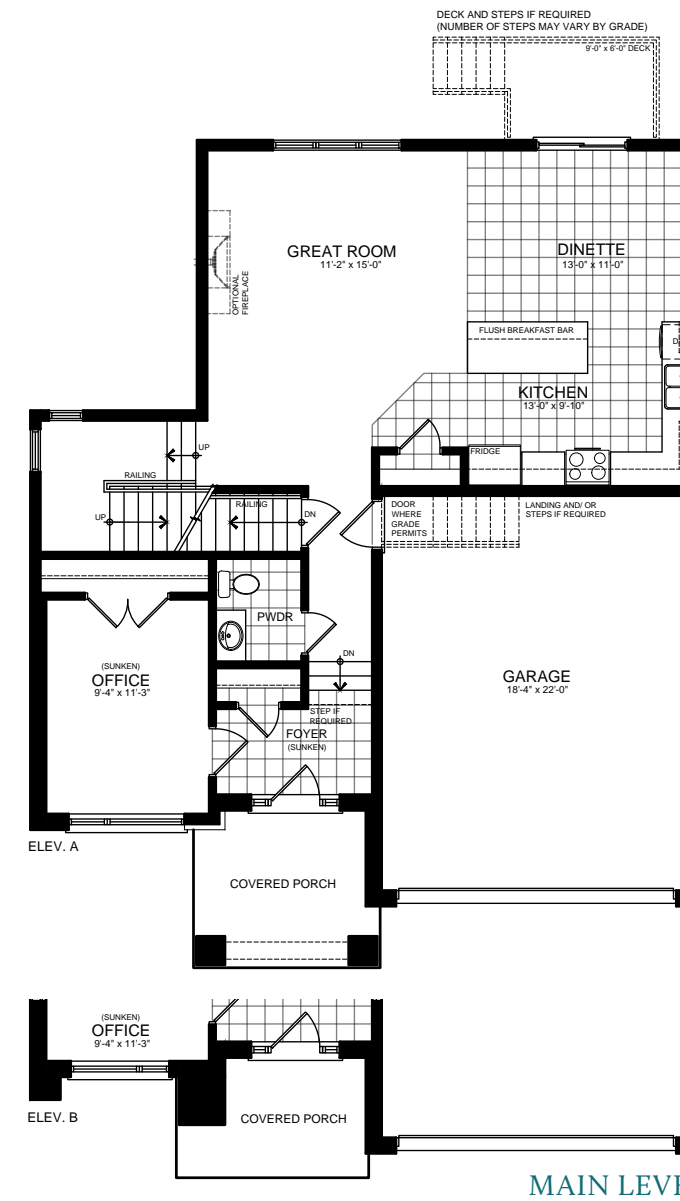 DECK AND STEPS IF REQUIRED
(NUMBER OF STEPS MAY VARY BY GRADE)
9'-0" x 6'-0" DECK
GREAT ROOM
11'-2" x 15'-0"
DINETTE
13'-0" x 11'-0"
OPTIONAL
FIREPLACE
FLUSH BREAKFAST BAR
D
KITCHEN
13'-0" x 9'-10"
UP
FRIDGE
RAILING
RAILING
UP
DN
DOOR
WHERE
GRADE
PERMITS
LANDING AND/ OR
STEPS IF REQUIRED
PWDR
DN
(SUNKEN)
OFFICE
9'-4" x 11'-3"
GARAGE
18'-4" x 22'-0"
STEP IF
REQUIRED
FOYER
(SUNKEN)
ELEV. A
COVERED PORCH
(SUNKEN)
OFFICE
9'-4" x 11'-3"
ELEV. B
COVERED PORCH
MAIN LEVE